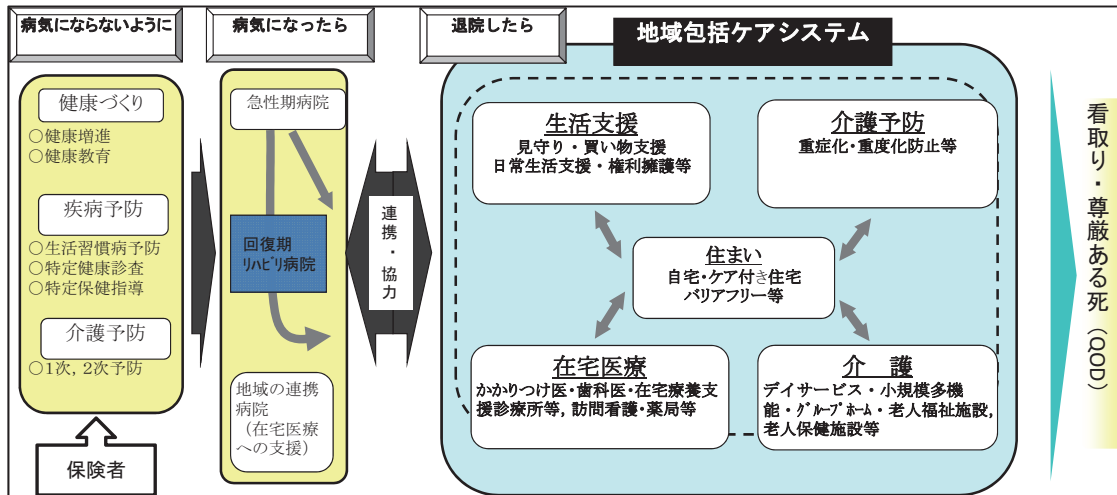 病気にならないように
病気になったら
退院したら
地域包括ケアシステム
健康づくり
○健康増進
○健康教育
疾病予防
○生活習慣病予防
○特定健康診査
○特定保健指導
介護予防
○1次，2次予防
保険者
急性期病院
回復期
リハビリ病院
地域の連携
病院
（在宅医療
への支援）
連携・協力
生活支援
見守り・買い物支援
日常生活支援・権利擁護等
介護予防
重症化・重度化防止等
住まい
自宅・ケア付き住宅
バリアフリー等
在宅医療
かかりつけ医・歯科医・在宅療養支
援診療所等，訪問看護・薬局等
介　護
デイサービス・小規模多機
能・グループホーム・老人福祉施設，
老人保健施設等
看取り・尊厳ある死（QOD）